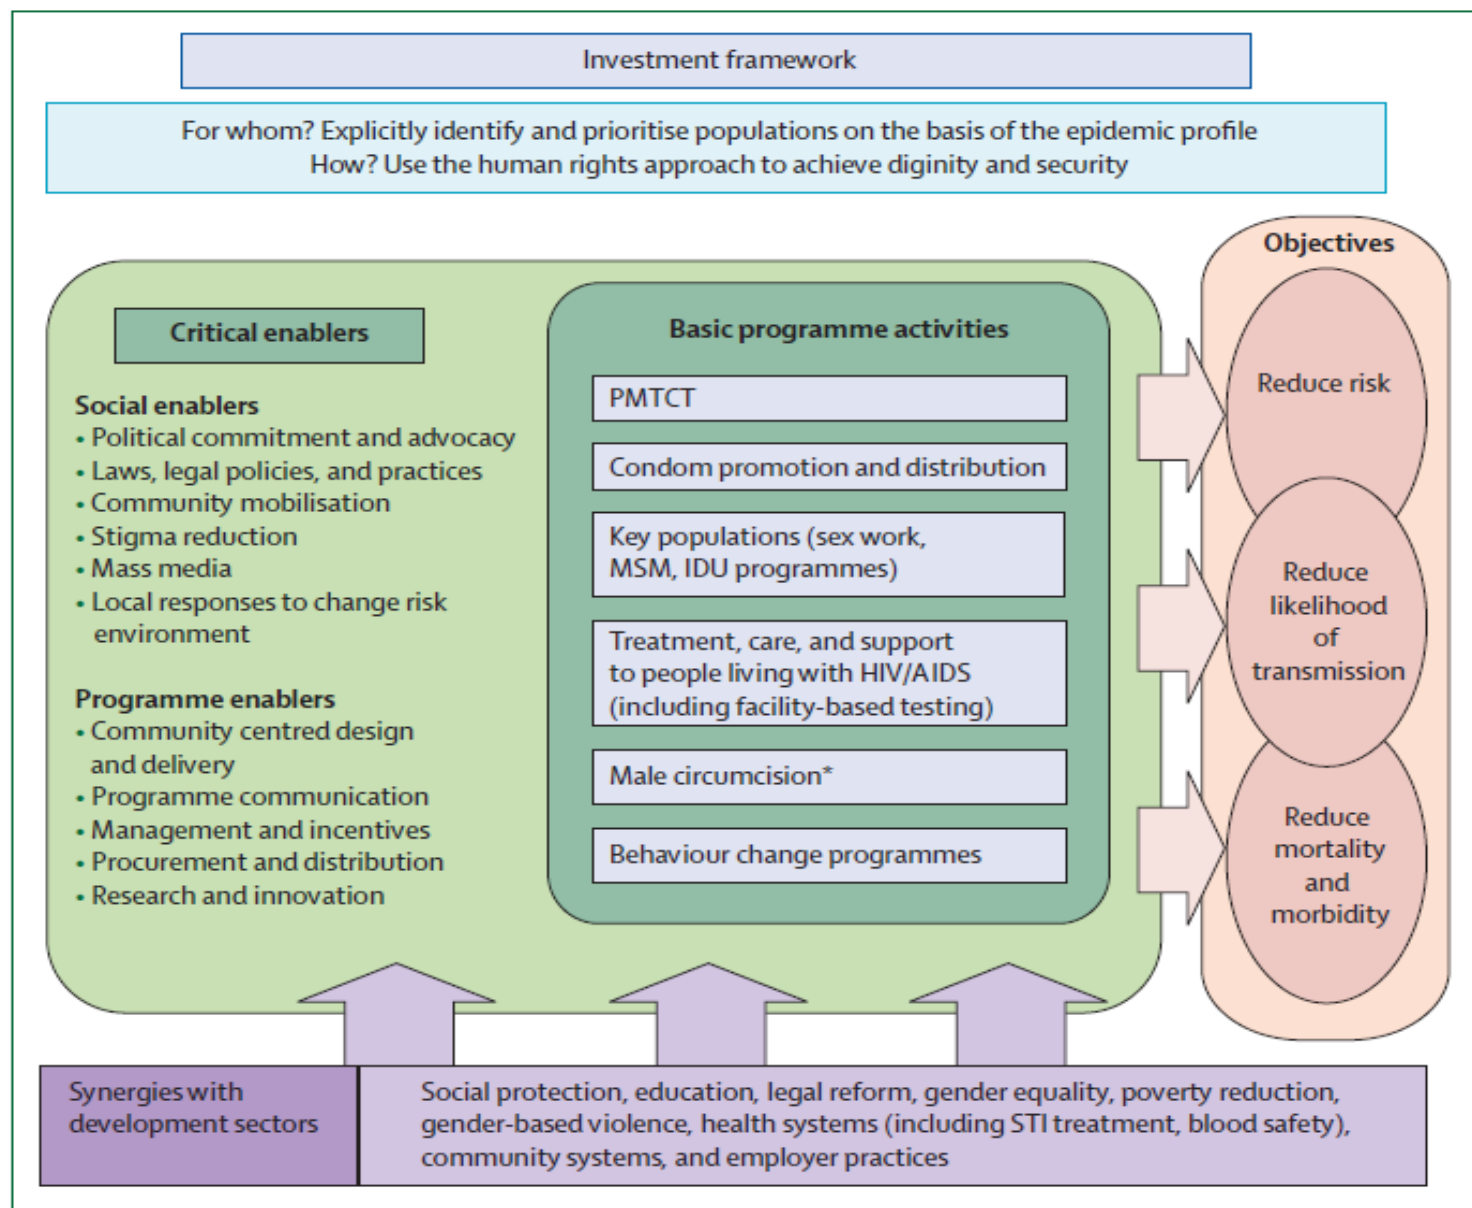 Investment framework
For whom? Explicitly identify and prioritise populations on the basis of the epidemic profile
How? Use the human rights approach to achieve diginity and security
Critical enablers
Social enablers
• Political commitment and advocacy
• Laws, legal policies, and practices
• Community mobilisation
• Stigma reduction
• Mass media
• Local responses to change risk
environment
Programme enablers
• Community centred design
and delivery
• Programme communication
• Management and incentives
• Procurement and distribution
• Research and innovation
Basic programme activities
PMTCT
Condom promotion and distribution
Key populations (sex work,
MSM, IDU programmes)
Treatment, care, and support
to people living with HIV/AIDS
(including facility-based testing)
Male circumcision*
Behaviour change programmes
Objectives
Reduce risk
Reduce
likelihood
of
transmission
Reduce
mortality
and
morbidity
Synergies with
development sectors
Social protection, education, legal reform, gender equality, poverty reduction,
gender-based violence, health systems (including STI treatment, blood safety),
community systems, and employer practices